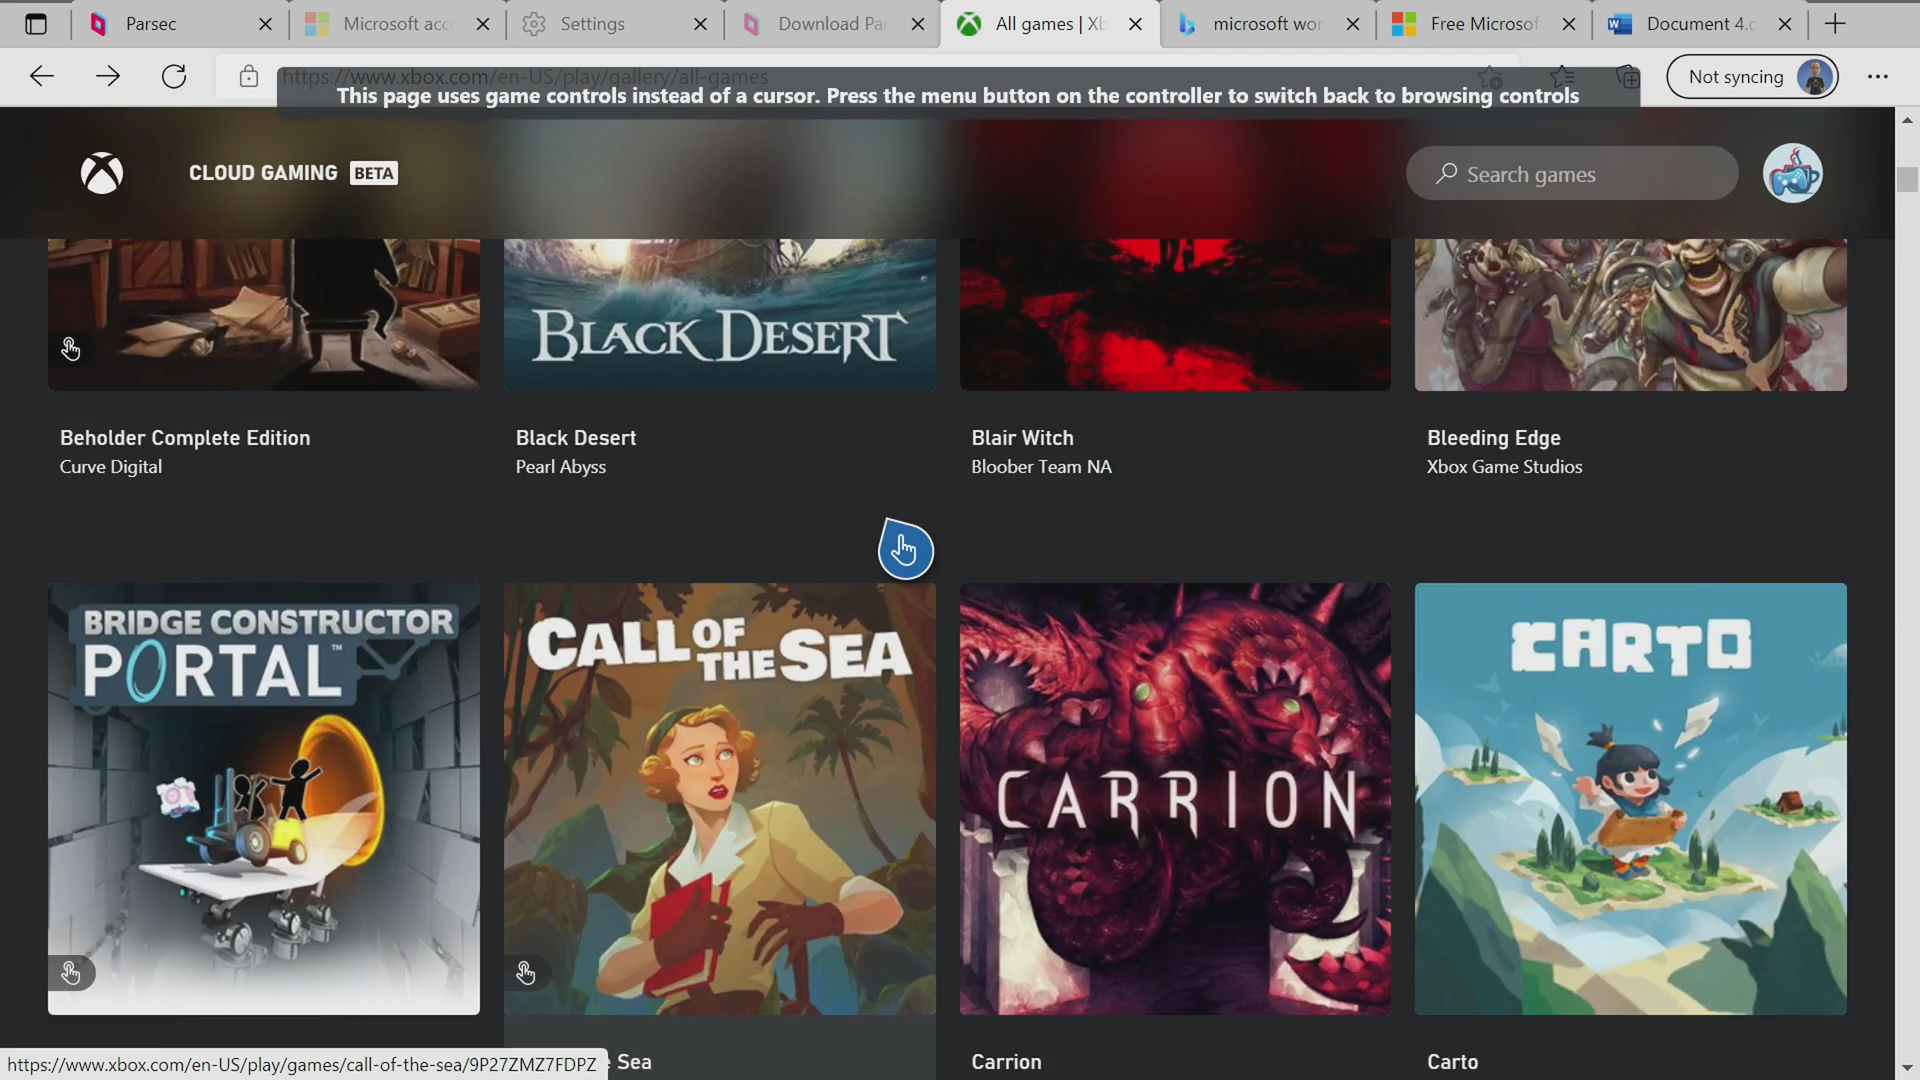 Parsec
Microsoft acc
Settings
Download Par
All games | Xb
microsoft wor
Free Microsof
Document 4.d
https://www.xbox.com/en-US/play/gallery/all-games
Not syncing
This page uses game controls instead of a cursor. Press the menu button on the controller to switch back to browsing controls
CLOUD GAMING BETA
Search games
BLACK DESERT
Beholder Complete Edition
Curve Digital
Black Desert
Pearl Abyss
Blair Witch
Bloober Team NA
Bleeding Edge
Xbox Game Studios
BRIDGE CONSTRUCTOR
PORTAL™
CALL OF
THE SEA
CARRION
CARTO
https://www.xbox.com/en-US/play/games/call-of-the-sea/9P27ZMZ7FDPZ
Sea
Carrion
Carto